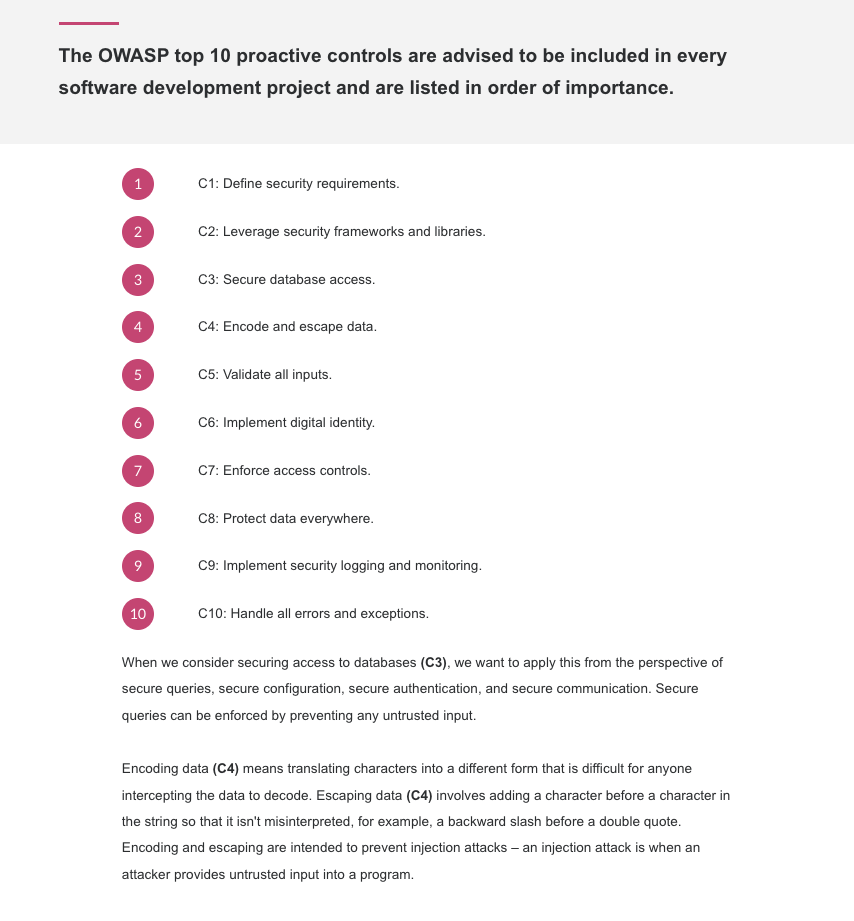 The OWASP top 10 proactive controls are advised to be included in every
software development project and are listed in order of importance.
1 C1: Define security requirements.
2 C2: Leverage security frameworks and libraries.
3 C3: Secure database access.
4 C4: Encode and escape data.
5 C5: Validate all inputs.
6 C6: Implement digital identity.
7 C7: Enforce access controls.
8 C8: Protect data everywhere.
9 C9: Implement security logging and monitoring.
10 C10: Handle all errors and exceptions.
When we consider securing access to databases (C3), we want to apply this from the perspective of
secure queries, secure configuration, secure authentication, and secure communication. Secure
queries can be enforced by preventing any untrusted input.
Encoding data (C4) means translating characters into a different form that is difficult for anyone
intercepting the data to decode. Escaping data (C4) involves adding a character before a character in
the string so that it isn't misinterpreted, for example, a backward slash before a double quote.
Encoding and escaping are intended to prevent injection attacks – an injection attack is when an
attacker provides untrusted input into a program.